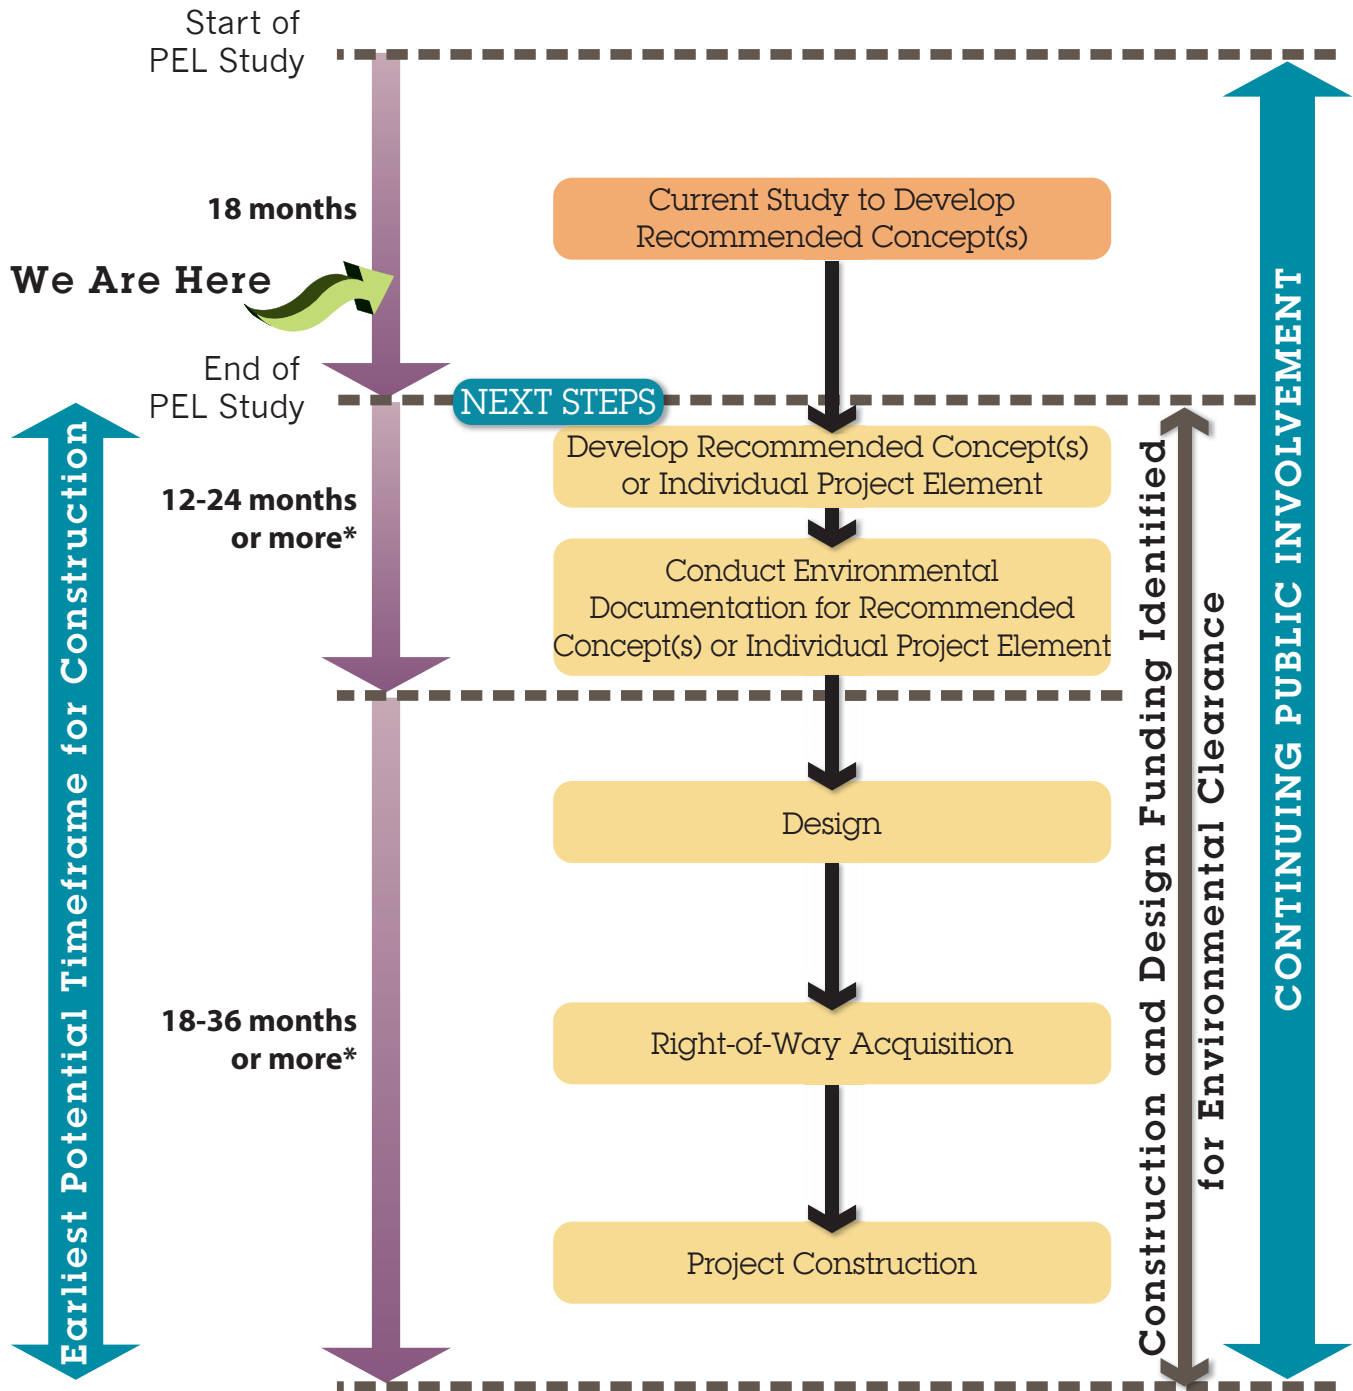 Start of
PEL Study
18 months
Current Study to Develop
Recommended Concept(s)
We Are Here
End of
PEL Study
NEXT STEPS
Develop Recommended Concept(s)
or Individual Project Element
12-24 months
or more*
Conduct Environmental
Documentation for Recommended
Concept(s) or Individual Project Element
Design
18-36 months
or more*
Right-of-Way Acquisition
Project Construction
Earliest Potential Timeframe for Construction
Construction and Design Funding Identified
for Environmental Clearance
CONTINUING PUBLIC INVOLVEMENT